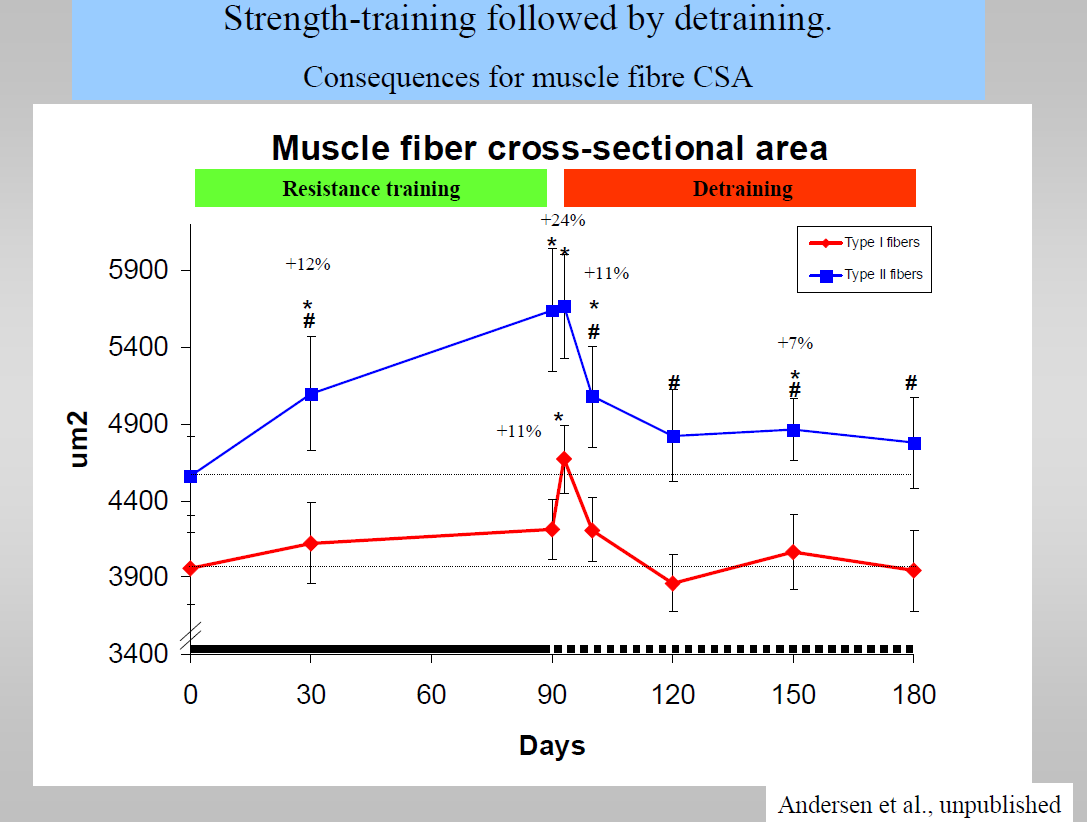 Strength-training followed by detraining.
Consequences for muscle fibre CSA
Muscle fiber cross-sectional area
Resistance training
Detraining
+24%
* *
+12%
*
#
+11%
*
#
Type I fibers
Type II fibers
+7%
*
#
#
#
+11%
*
um2
5900
5400
4900
4400
3900
3400
0 30 60 90 120 150 180
Days
Andersen et al., unpublished